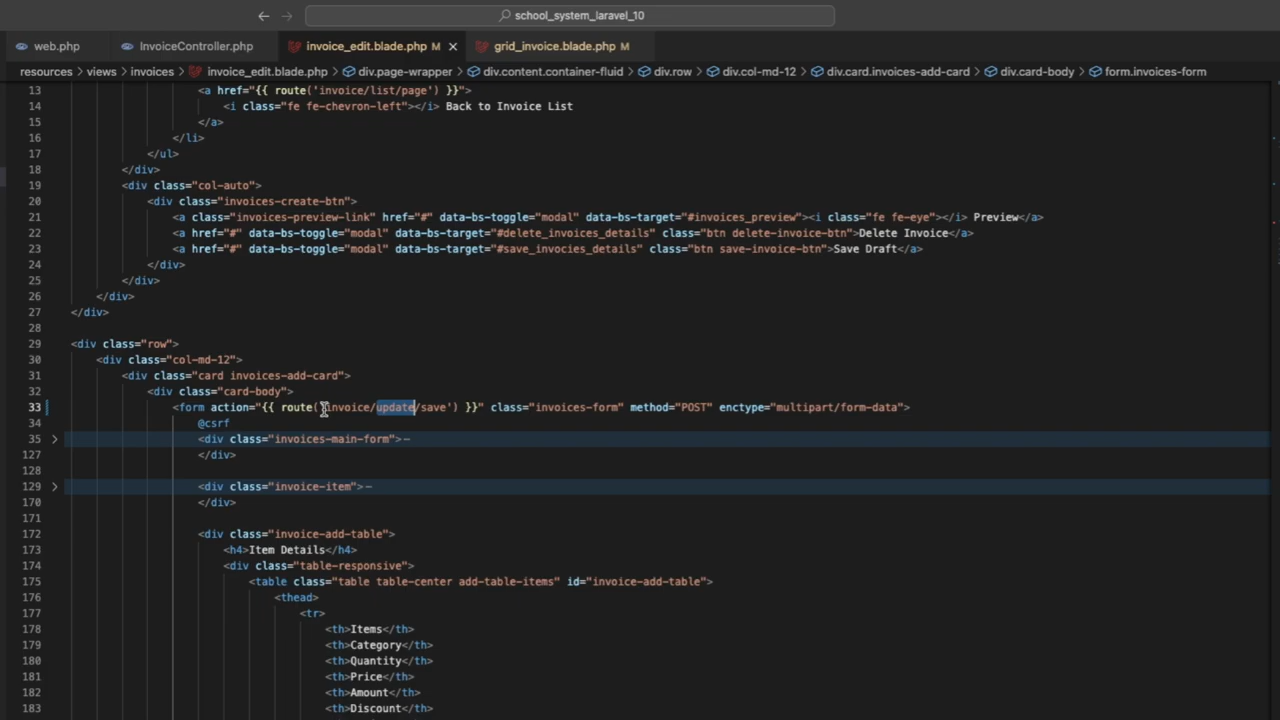 ← → school_system_laravel_10
web.php InvoiceController.php invoice_edit.blade.php M × grid_invoice.blade.php M
resources > views > invoices > invoice_edit.blade.php > div.page-wrapper > div.content.container-fluid > div.row > div.col-md-12 > div.card.invoices-add-card > div.card-body > form.invoices-form
13 <a href="{{ route('invoice/list/page') }}">
14 <i class="fe fe-chevron-left"></i> Back to Invoice List
15 </a>
16 </li>
17 </ul>
18 </div>
19 <div class="col-auto">
20 <div class="invoices-create-btn">
21 <a class="invoices-preview-link" href="#" data-bs-toggle="modal" data-bs-target="#invoices_preview"><i class="fe fe-eye"></i> Preview</a>
22 <a href="#" data-bs-toggle="modal" data-bs-target="#delete_invoices_details" class="btn delete-invoice-btn">Delete Invoice</a>
23 <a href="#" data-bs-toggle="modal" data-bs-target="#save_invocies_details" class="btn save-invoice-btn">Save Draft</a>
24 </div>
25 </div>
26 </div>
27 </div>
28
29 <div class="row">
30 <div class="col-md-12">
31 <div class="card invoices-add-card">
32 <div class="card-body">
33 <form action="{{ route('invoice/update/save') }}" class="invoices-form" method="POST" enctype="multipart/form-data">
34 @csrf
35 <div class="invoices-main-form">–
127 </div>
128
129 <div class="invoice-item">–
170 </div>
171
172 <div class="invoice-add-table">
173 <h4>Item Details</h4>
174 <div class="table-responsive">
175 <table class="table table-center add-table-items" id="invoice-add-table">
176 <thead>
177 <tr>
178 <th>Items</th>
179 <th>Category</th>
180 <th>Quantity</th>
181 <th>Price</th>
182 <th>Amount</th>
183 <th>Discount</th>